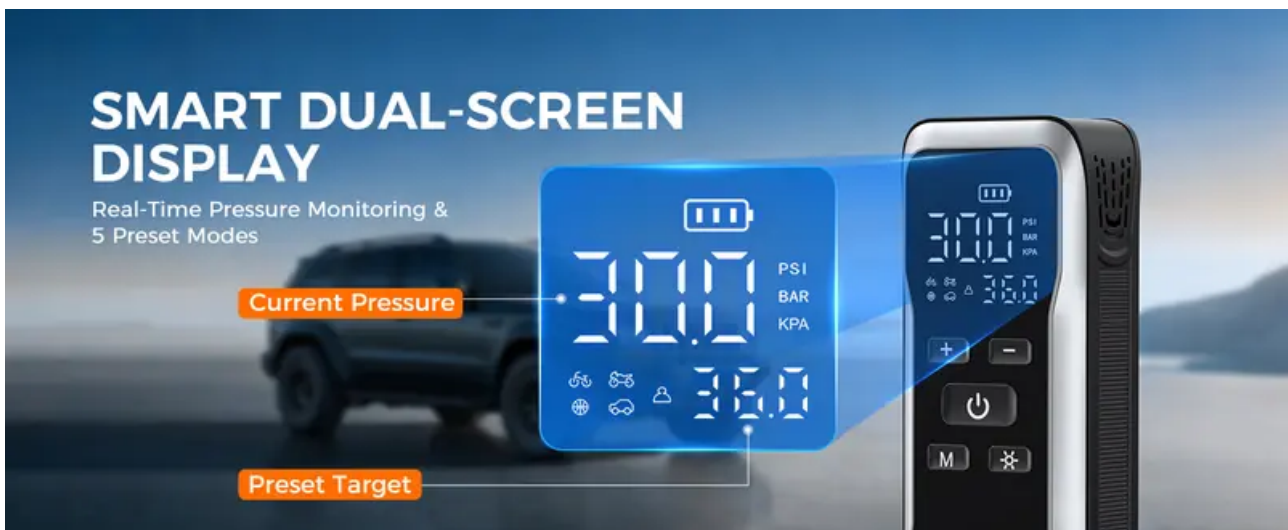 SMART DUAL-SCREEN
DISPLAY
Real-Time Pressure Monitoring &
5 Preset Modes
Current Pressure
30.0
PSI
BAR
KPA
36.0
Preset Target
30.0
PSI
BAR
KPA
36.0
+ −
M